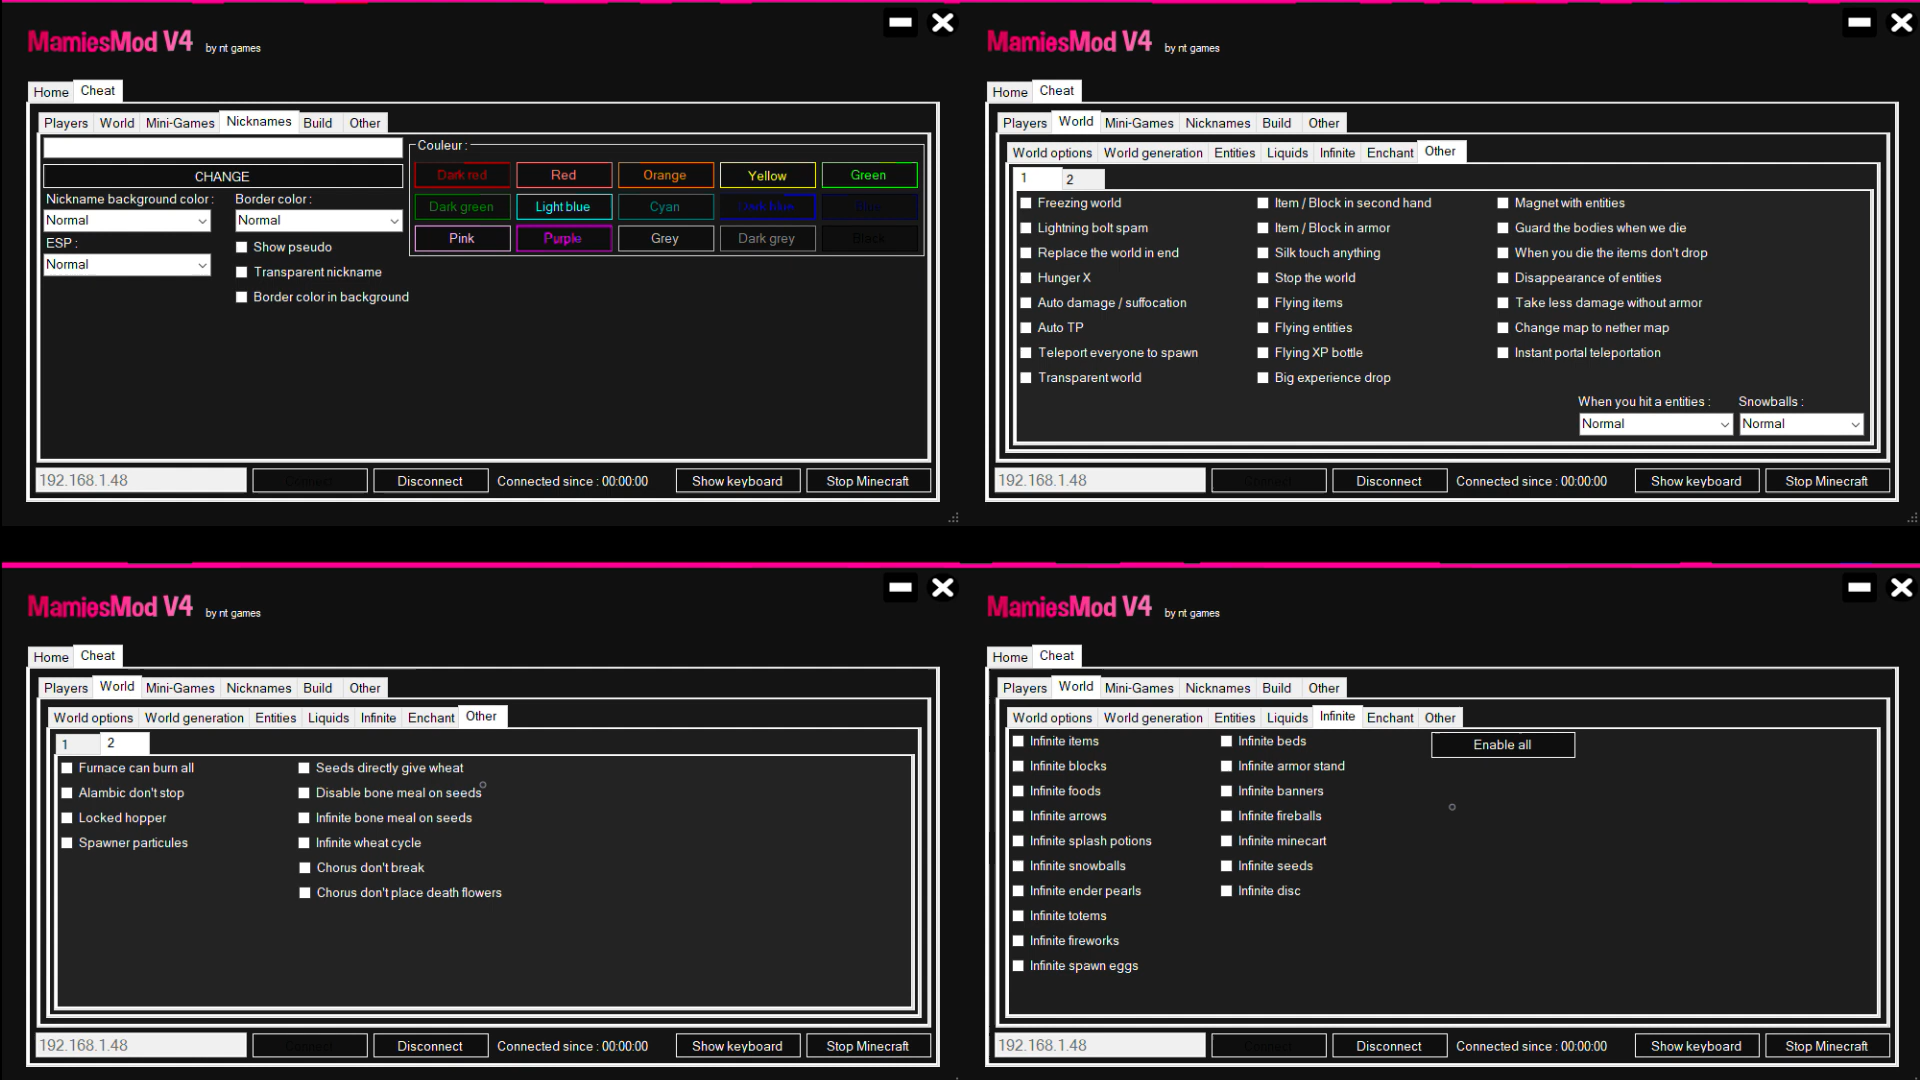 MamiesMod V4 by nt games
Home Cheat
Players World Mini-Games Nicknames Build Other
CHANGE
Nickname background color :
Normal
Border color :
Normal
ESP :
Normal
Show pseudo
Transparent nickname
Border color in background
Couleur :
Dark red Red Orange Yellow Green
Dark green Light blue Cyan Dark blue Blue
Pink Purple Grey Dark grey Black
192.168.1.48 Connect Disconnect Connected since : 00:00:00 Show keyboard Stop Minecraft
MamiesMod V4 by nt games
Home Cheat
Players World Mini-Games Nicknames Build Other
World options World generation Entities Liquids Infinite Enchant Other
1 2
Freezing world
Lightning bolt spam
Replace the world in end
Hunger X
Auto damage / suffocation
Auto TP
Teleport everyone to spawn
Transparent world
Item / Block in second hand
Item / Block in armor
Silk touch anything
Stop the world
Flying items
Flying entities
Flying XP bottle
Big experience drop
Magnet with entities
Guard the bodies when we die
When you die the items don't drop
Disappearance of entities
Take less damage without armor
Change map to nether map
Instant portal teleportation
When you hit a entities :
Normal
Snowballs :
Normal
192.168.1.48 Connect Disconnect Connected since : 00:00:00 Show keyboard Stop Minecraft
MamiesMod V4 by nt games
Home Cheat
Players World Mini-Games Nicknames Build Other
World options World generation Entities Liquids Infinite Enchant Other
1 2
Furnace can burn all
Alambic don't stop
Locked hopper
Spawner particules
Seeds directly give wheat
Disable bone meal on seeds
Infinite bone meal on seeds
Infinite wheat cycle
Chorus don't break
Chorus don't place death flowers
192.168.1.48 Connect Disconnect Connected since : 00:00:00 Show keyboard Stop Minecraft
MamiesMod V4 by nt games
Home Cheat
Players World Mini-Games Nicknames Build Other
World options World generation Entities Liquids Infinite Enchant Other
Infinite items
Infinite blocks
Infinite foods
Infinite arrows
Infinite splash potions
Infinite snowballs
Infinite ender pearls
Infinite totems
Infinite fireworks
Infinite spawn eggs
Infinite beds
Infinite armor stand
Infinite banners
Infinite fireballs
Infinite minecart
Infinite seeds
Infinite disc
Enable all
192.168.1.48 Connect Disconnect Connected since : 00:00:00 Show keyboard Stop Minecraft